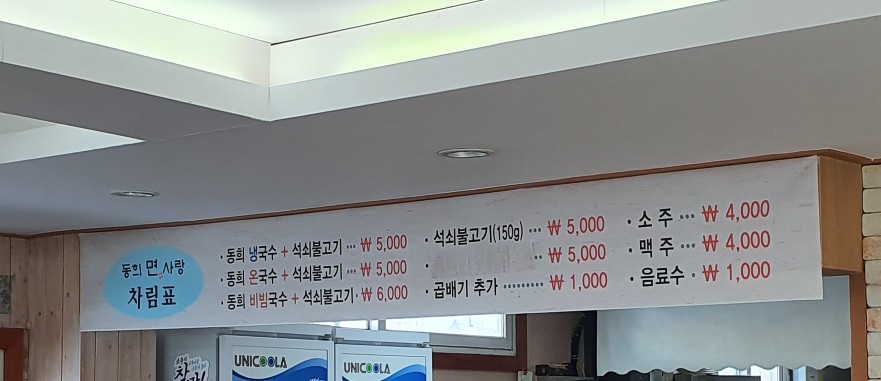 동희 면사랑
차림표
· 동희 냉국수 + 석쇠불고기 ··· ₩ 5,000
· 동희 온국수 + 석쇠불고기 ··· ₩ 5,000
· 동희 비빔국수 + 석쇠불고기 · ₩ 6,000
· 석쇠불고기(150g) ··· ₩ 5,000
··· ₩ 5,000
· 곱배기 추가 ·········· ₩ 1,000
· 소 주 ··· ₩ 4,000
· 맥 주 ··· ₩ 4,000
· 음료수 · ₩ 1,000
UNICOOLA
UNICOOLA